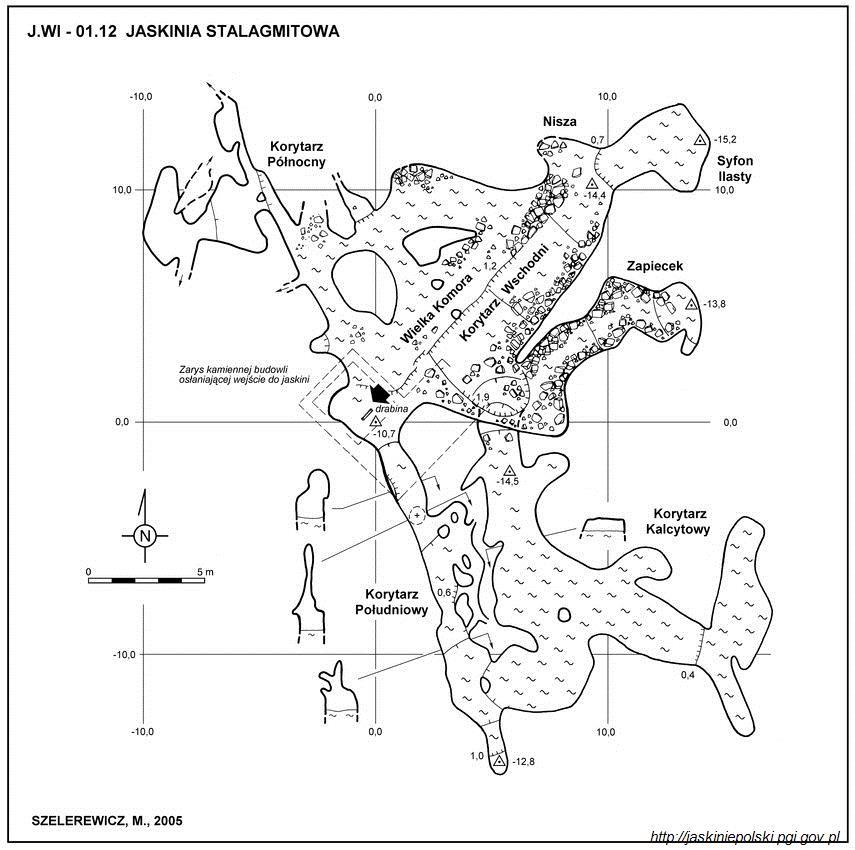 J.WI - 01.12 JASKINIA STALAGMITOWA
-10,0
0,0
10,0
Nisza
0,7
-15,2
Korytarz
Północny
Syfon
Ilasty
10,0
10,0
-14,4
1,2
Wielka Komora
Korytarz Wschodni
Zapiecek
-13,8
Zarys kamiennej budowli
osłaniającej wejście do jaskini
drabina
1,9
0,0
-10,7
0,0
-14,5
Korytarz
Kalcytowy
N
0
5 m
Korytarz
Południowy
0,6
-10,0
0,4
-10,0
0,0
10,0
1,0
-12,8
SZELEREWICZ, M., 2005
http://jaskiniepolski.pgi.gov.pl